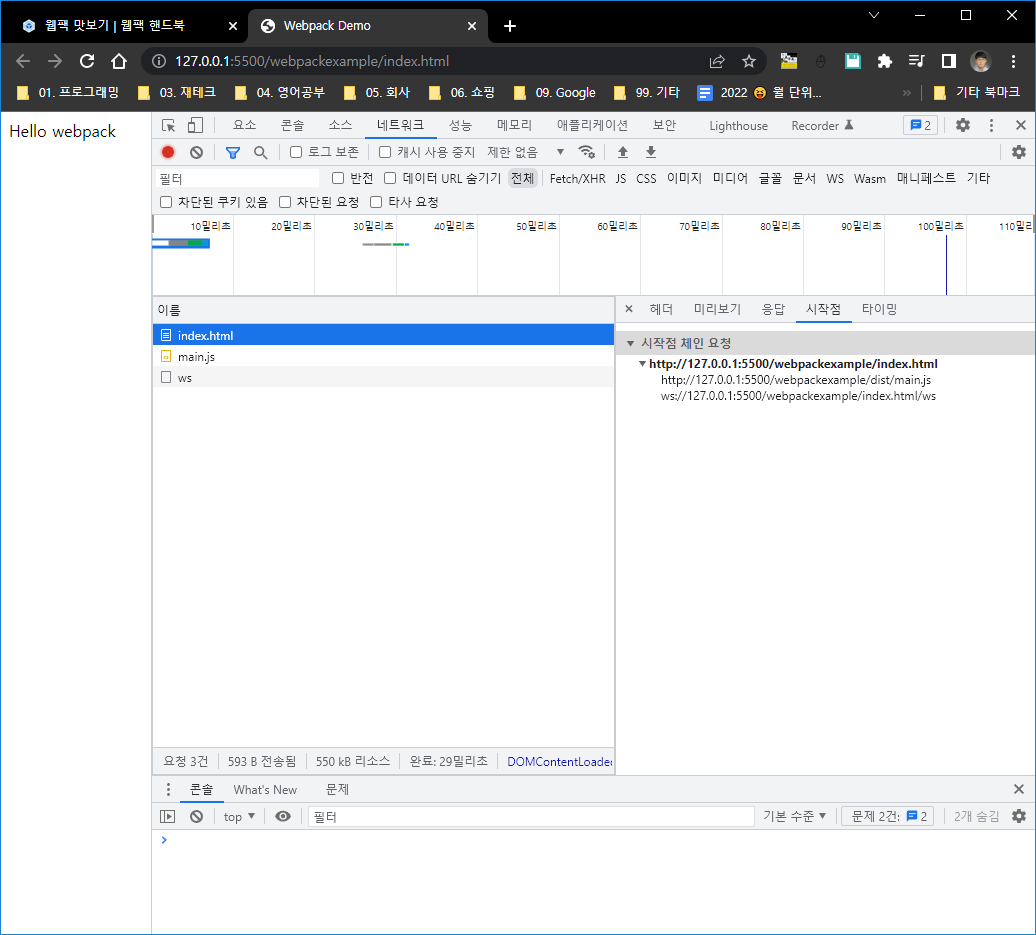 웹팩 맛보기 | 웹팩 핸드북
Webpack Demo
127.0.0.1:5500/webpackexample/index.html
01. 프로그래밍 03. 재테크 04. 영어공부 05. 회사 06. 쇼핑 09. Google 99. 기타 2022 😆 월 단위... » 기타 북마크
Hello webpack
요소 콘솔 소스 네트워크 성능 메모리 애플리케이션 보안 Lighthouse Recorder 2
로그 보존 캐시 사용 중지 제한 없음
필터 반전 데이터 URL 숨기기 전체 Fetch/XHR JS CSS 이미지 미디어 글꼴 문서 WS Wasm 매니페스트 기타
차단된 쿠키 있음 차단된 요청 타사 요청
10밀리초 20밀리초 30밀리초 40밀리초 50밀리초 60밀리초 70밀리초 80밀리초 90밀리초 100밀리초 110밀리
이름
index.html
main.js
ws
헤더 미리보기 응답 시작점 타이밍
시작점 체인 요청
http://127.0.0.1:5500/webpackexample/index.html
http://127.0.0.1:5500/webpackexample/dist/main.js
ws://127.0.0.1:5500/webpackexample/index.html/ws
요청 3건 593 B 전송됨 550 kB 리소스 완료: 29밀리초 DOMContentLoade
콘솔 What's New 문제
top 필터 기본 수준 문제 2건: 2 2개 숨김